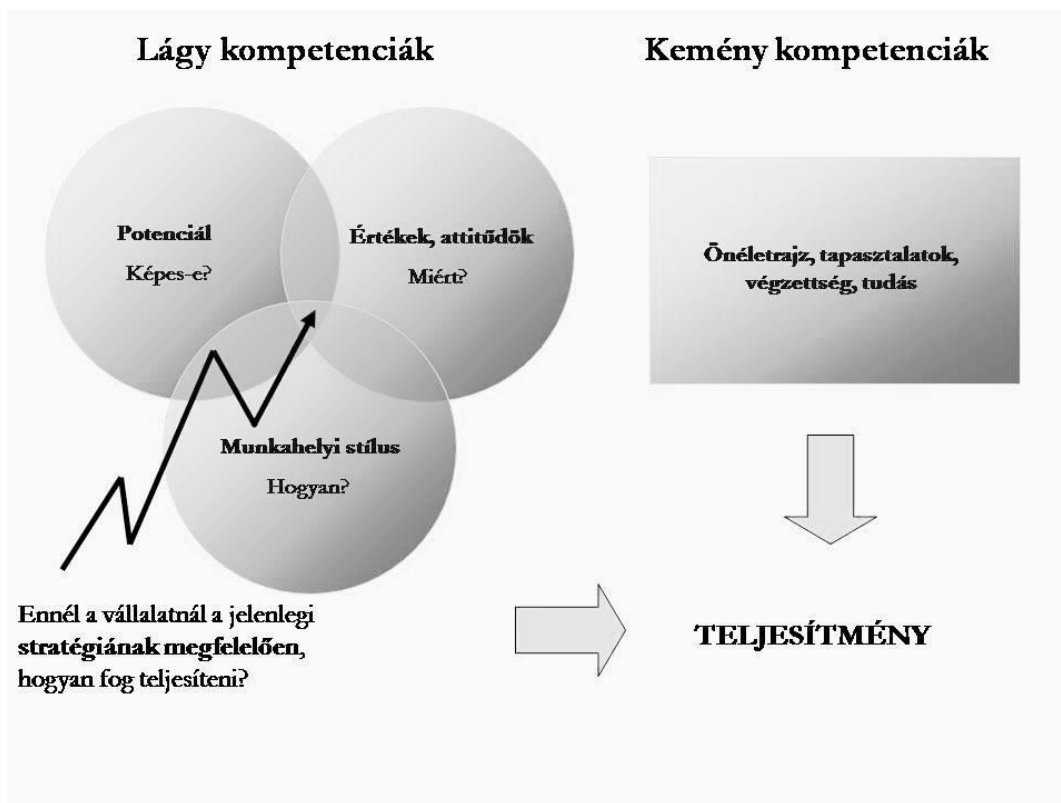 Lágy kompetenciák
Kemény kompetenciák
Potenciál
Képes-e?
Értékek, attitűdök
Miért?
Munkahelyi stílus
Hogyan?
Önéletrajz, tapasztalatok,
végzettség, tudás
Ennél a vállalatnál a jelenlegi
stratégiának megfelelően,
hogyan fog teljesíteni?
TELJESÍTMÉNY